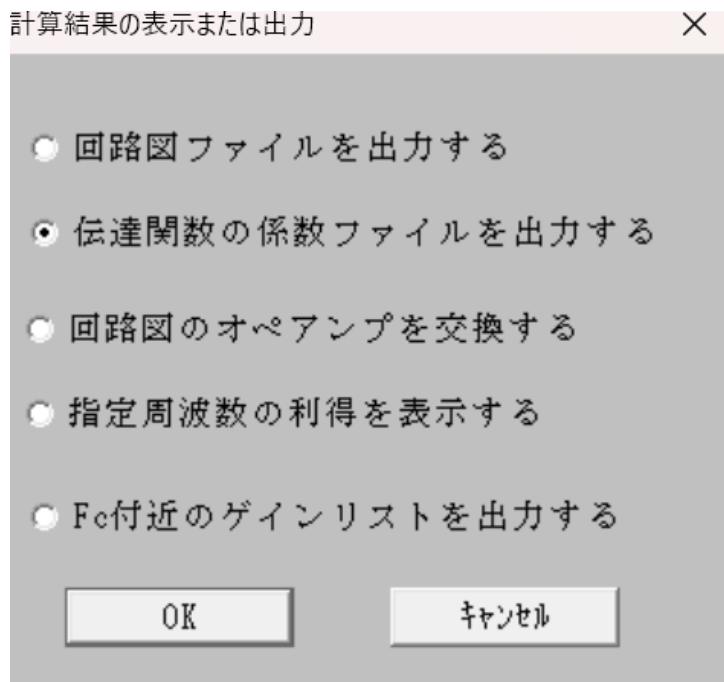 計算結果の表示または出力
回路図ファイルを出力する
伝達関数の係数ファイルを出力する
回路図のオペアンプを交換する
指定周波数の利得を表示する
Fc付近のゲインリストを出力する
OK ｷｬﾝｾﾙ